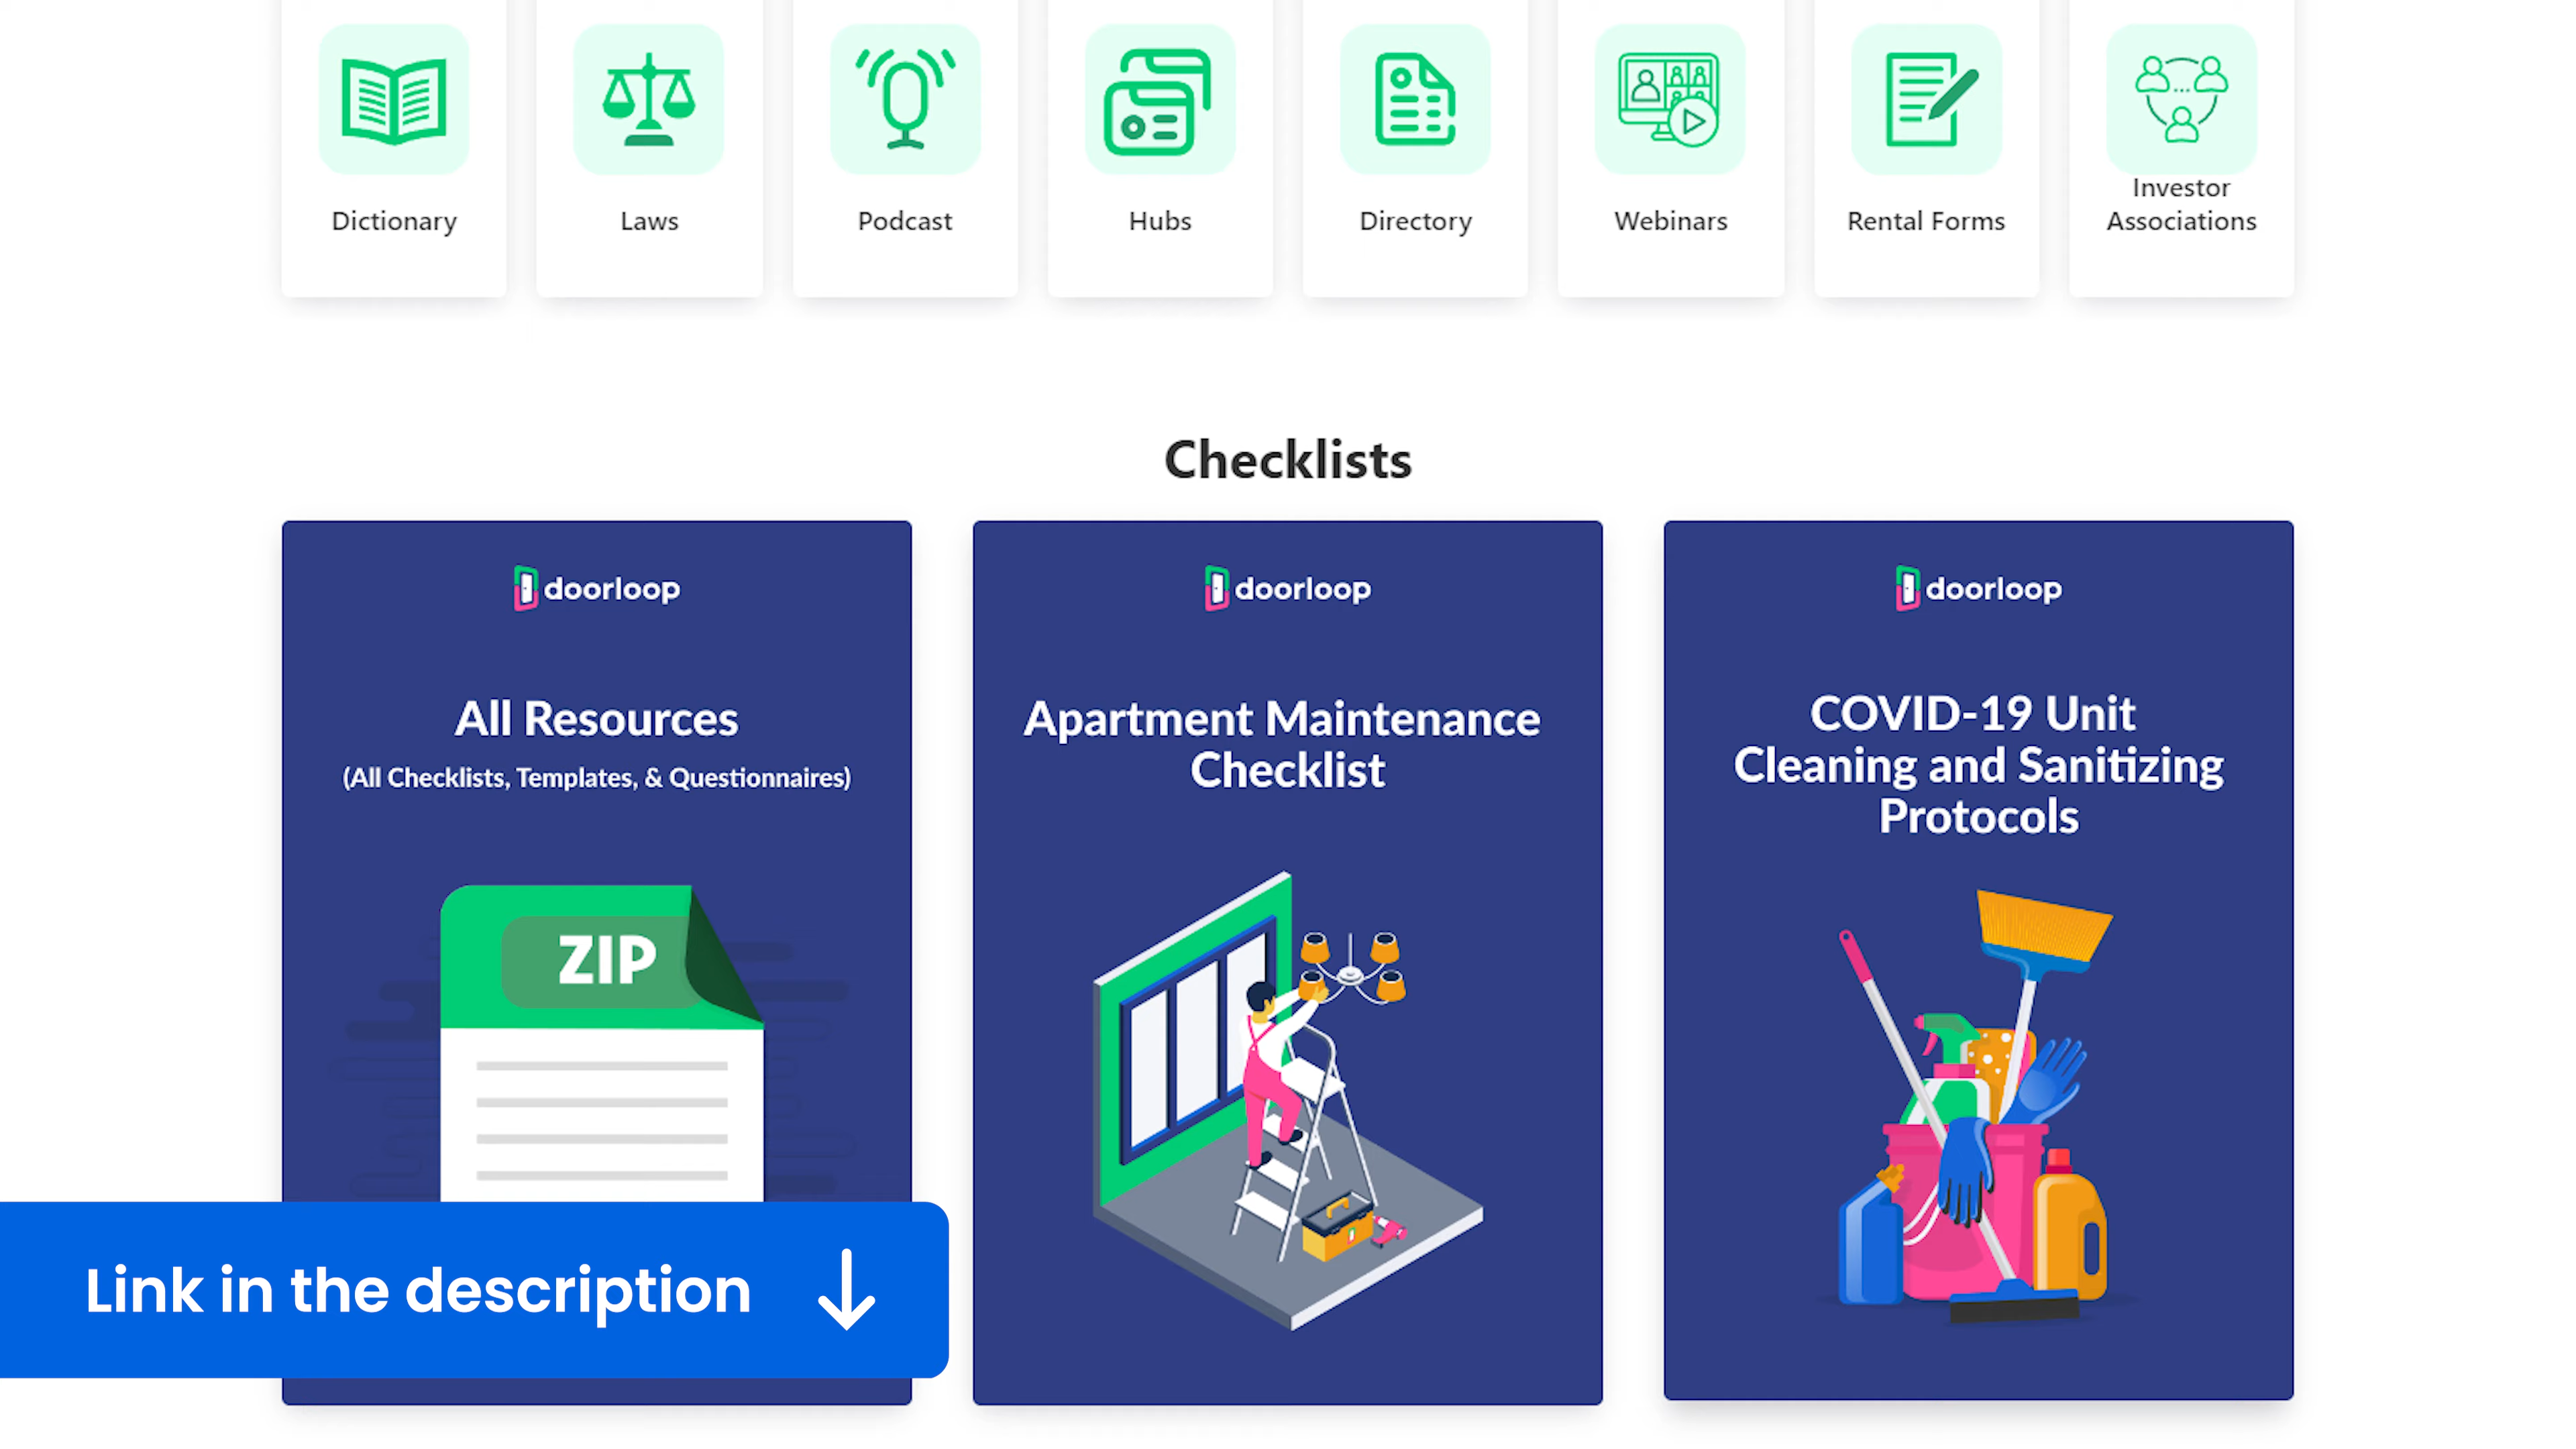 Dictionary
Laws
Podcast
Hubs
Directory
Webinars
Rental Forms
Investor
Associations
Checklists
doorloop
All Resources
(All Checklists, Templates, & Questionnaires)
ZIP
doorloop
Apartment Maintenance
Checklist
doorloop
COVID-19 Unit
Cleaning and Sanitizing
Protocols
Link in the description